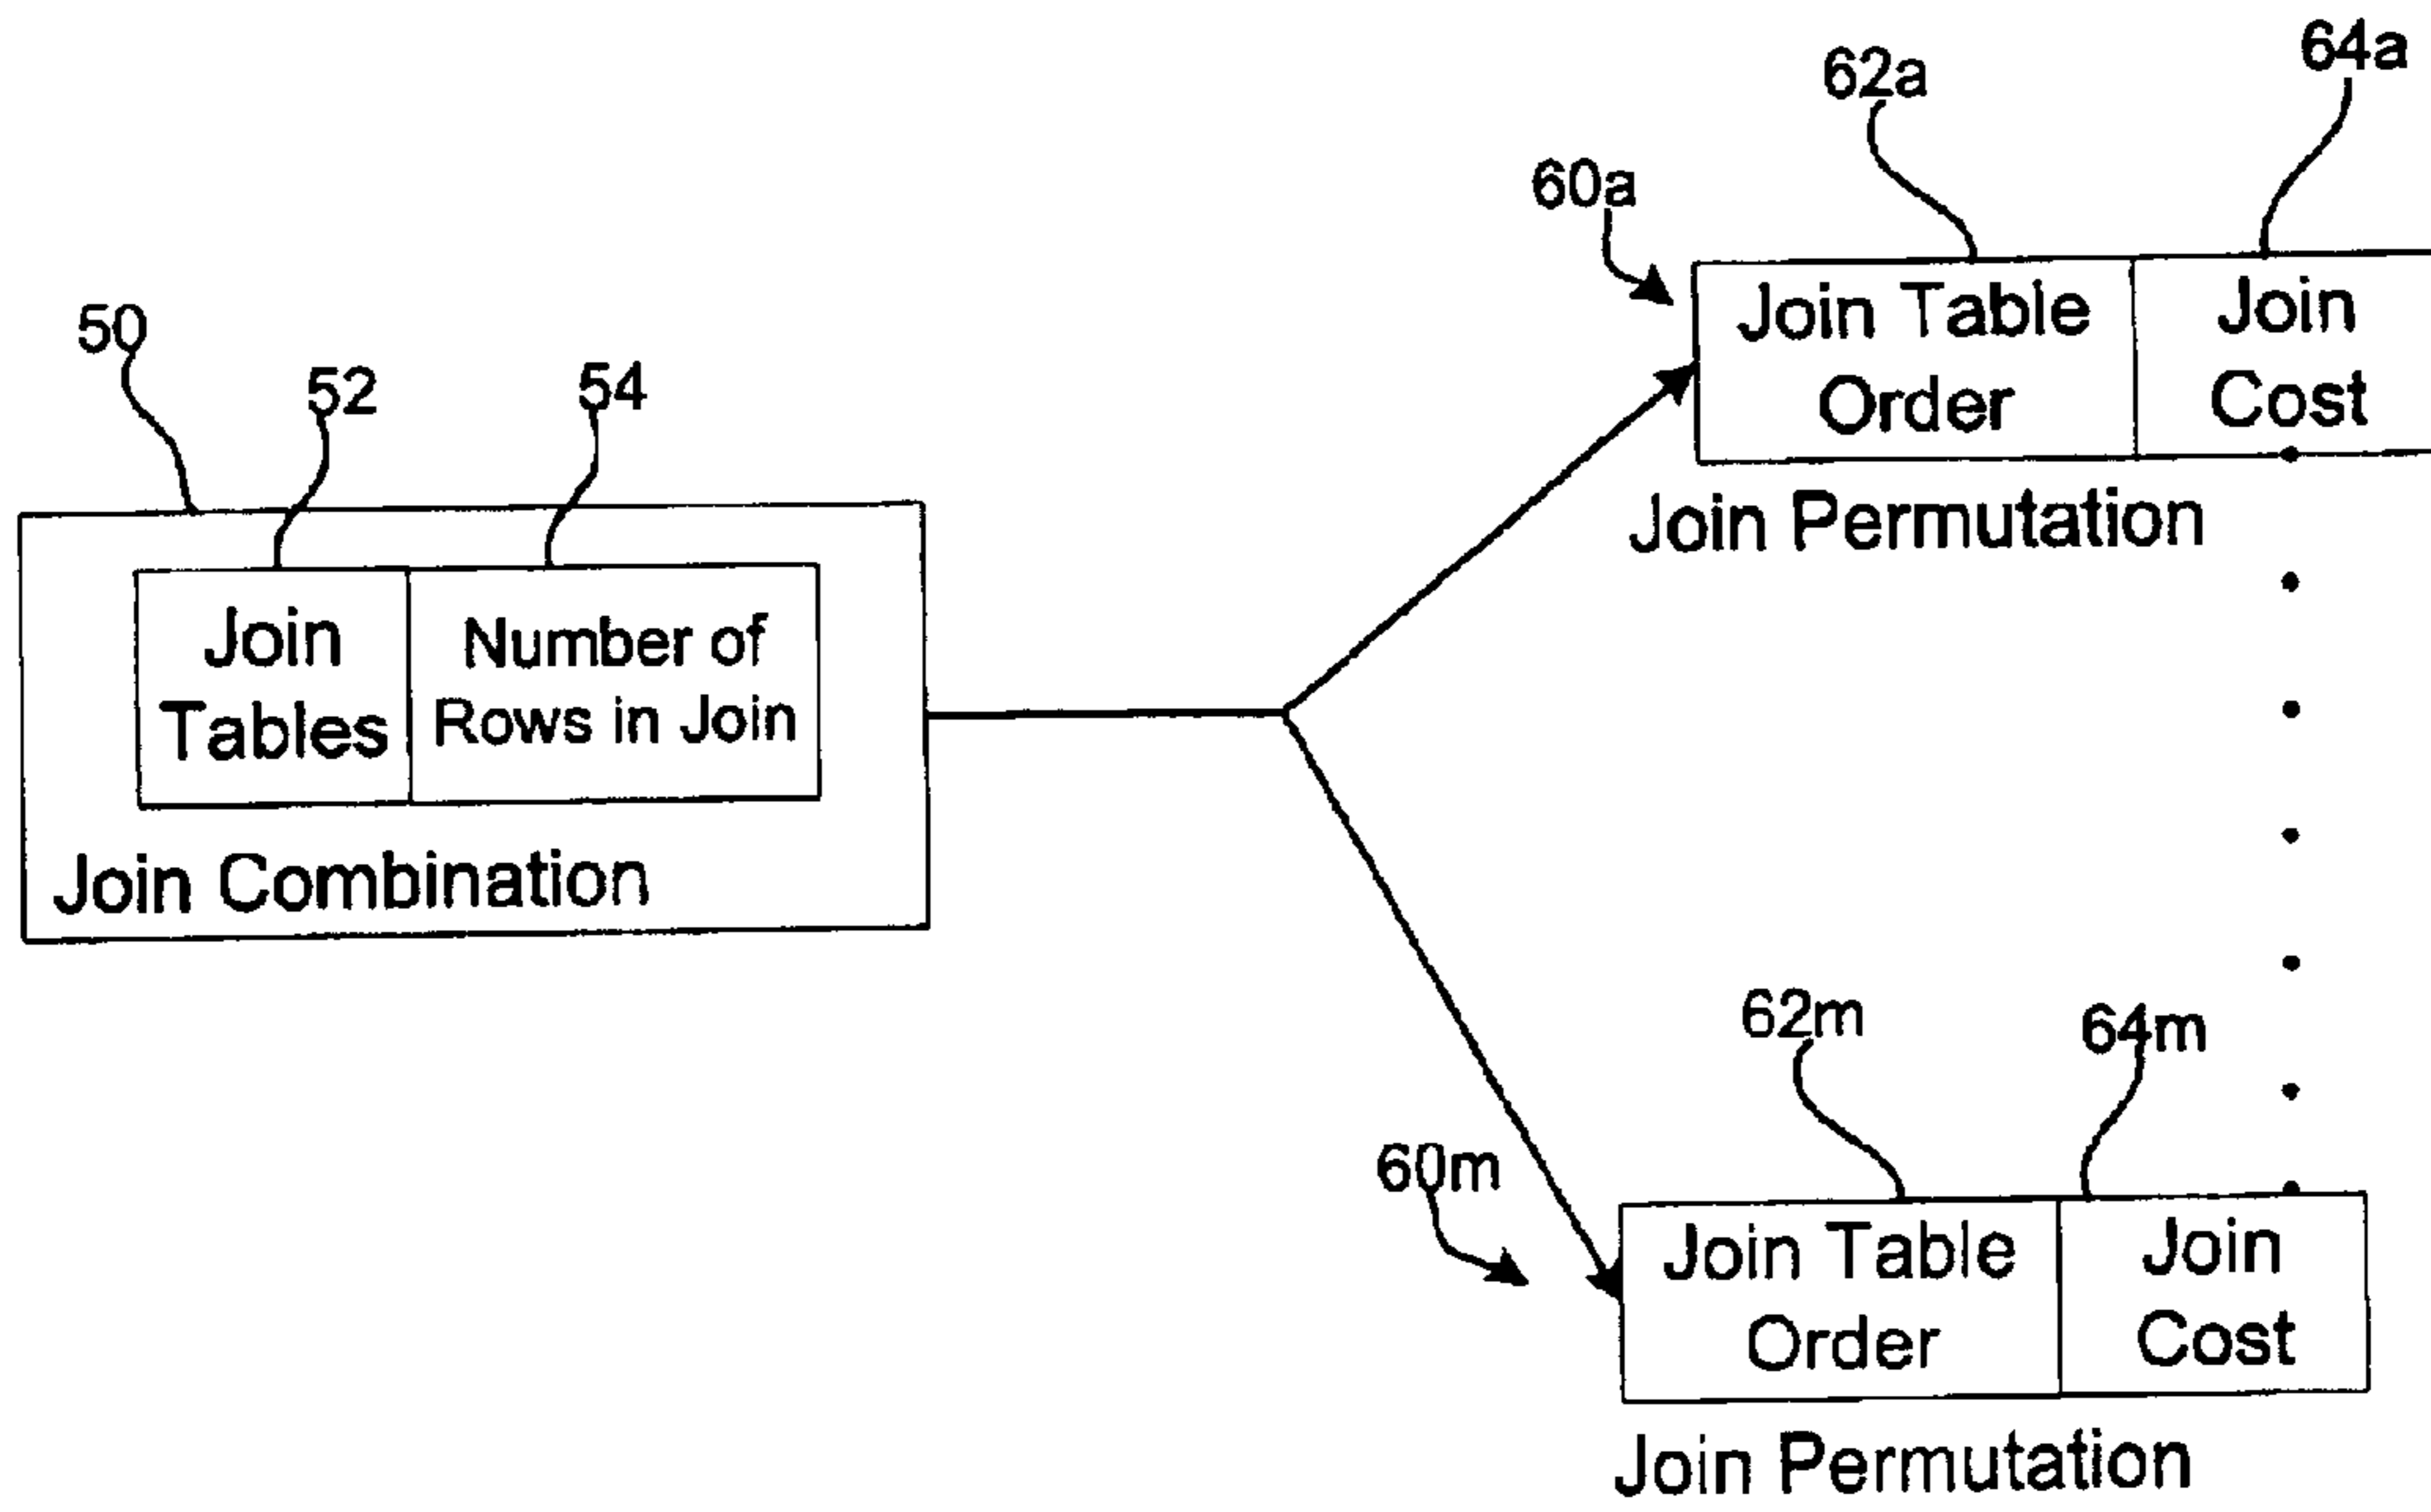 64a
62a
60a
Join Table
Order
Join
Cost
Join Permutation
50
52
54
Join
Tables
Number of
Rows in Join
Join Combination
62m
64m
60m
Join Table
Order
Join
Cost
Join Permutation